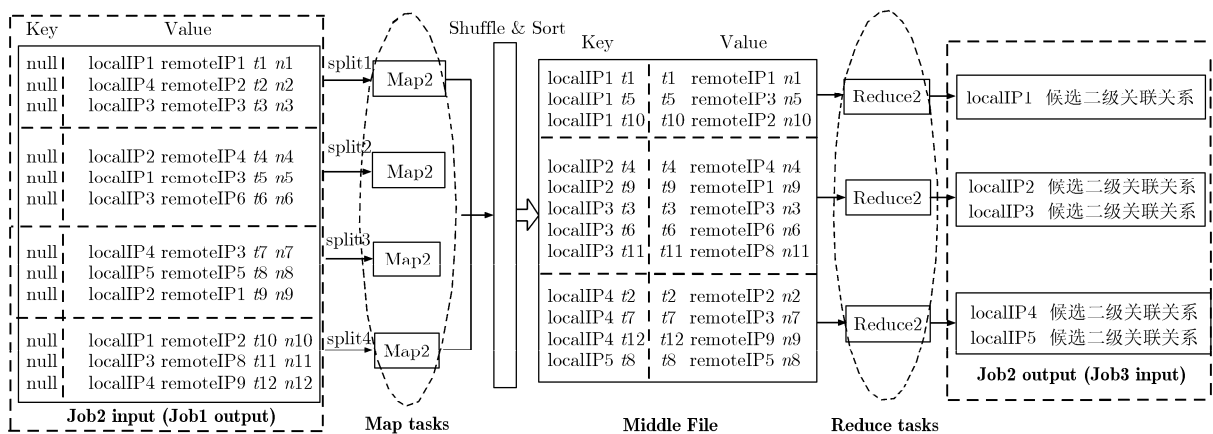 Key Value
null localIP1 remoteIP1 t1 n1
null localIP4 remoteIP2 t2 n2
null localIP3 remoteIP3 t3 n3
null localIP2 remoteIP4 t4 n4
null localIP1 remoteIP3 t5 n5
null localIP3 remoteIP6 t6 n6
null localIP4 remoteIP3 t7 n7
null localIP5 remoteIP5 t8 n8
null localIP2 remoteIP1 t9 n9
null localIP1 remoteIP2 t10 n10
null localIP3 remoteIP8 t11 n11
null localIP4 remoteIP9 t12 n12
Job2 input (Job1 output)
split1
split2
split3
split4
Map2
Map2
Map2
Map2
Map tasks
Shuffle & Sort
Key Value
localIP1 t1 t1 remoteIP1 n1
localIP1 t5 t5 remoteIP3 n5
localIP1 t10 t10 remoteIP2 n10
localIP2 t4 t4 remoteIP4 n4
localIP2 t9 t9 remoteIP1 n9
localIP3 t3 t3 remoteIP3 n3
localIP3 t6 t6 remoteIP6 n6
localIP3 t11 t11 remoteIP8 n11
localIP4 t2 t2 remoteIP2 n2
localIP4 t7 t7 remoteIP3 n7
localIP4 t12 t12 remoteIP9 n9
localIP5 t8 t8 remoteIP5 n8
Middle File
Reduce2
Reduce2
Reduce2
Reduce tasks
localIP1 候选二级关联关系
localIP2 候选二级关联关系
localIP3 候选二级关联关系
localIP4 候选二级关联关系
localIP5 候选二级关联关系
Job2 output (Job3 input)